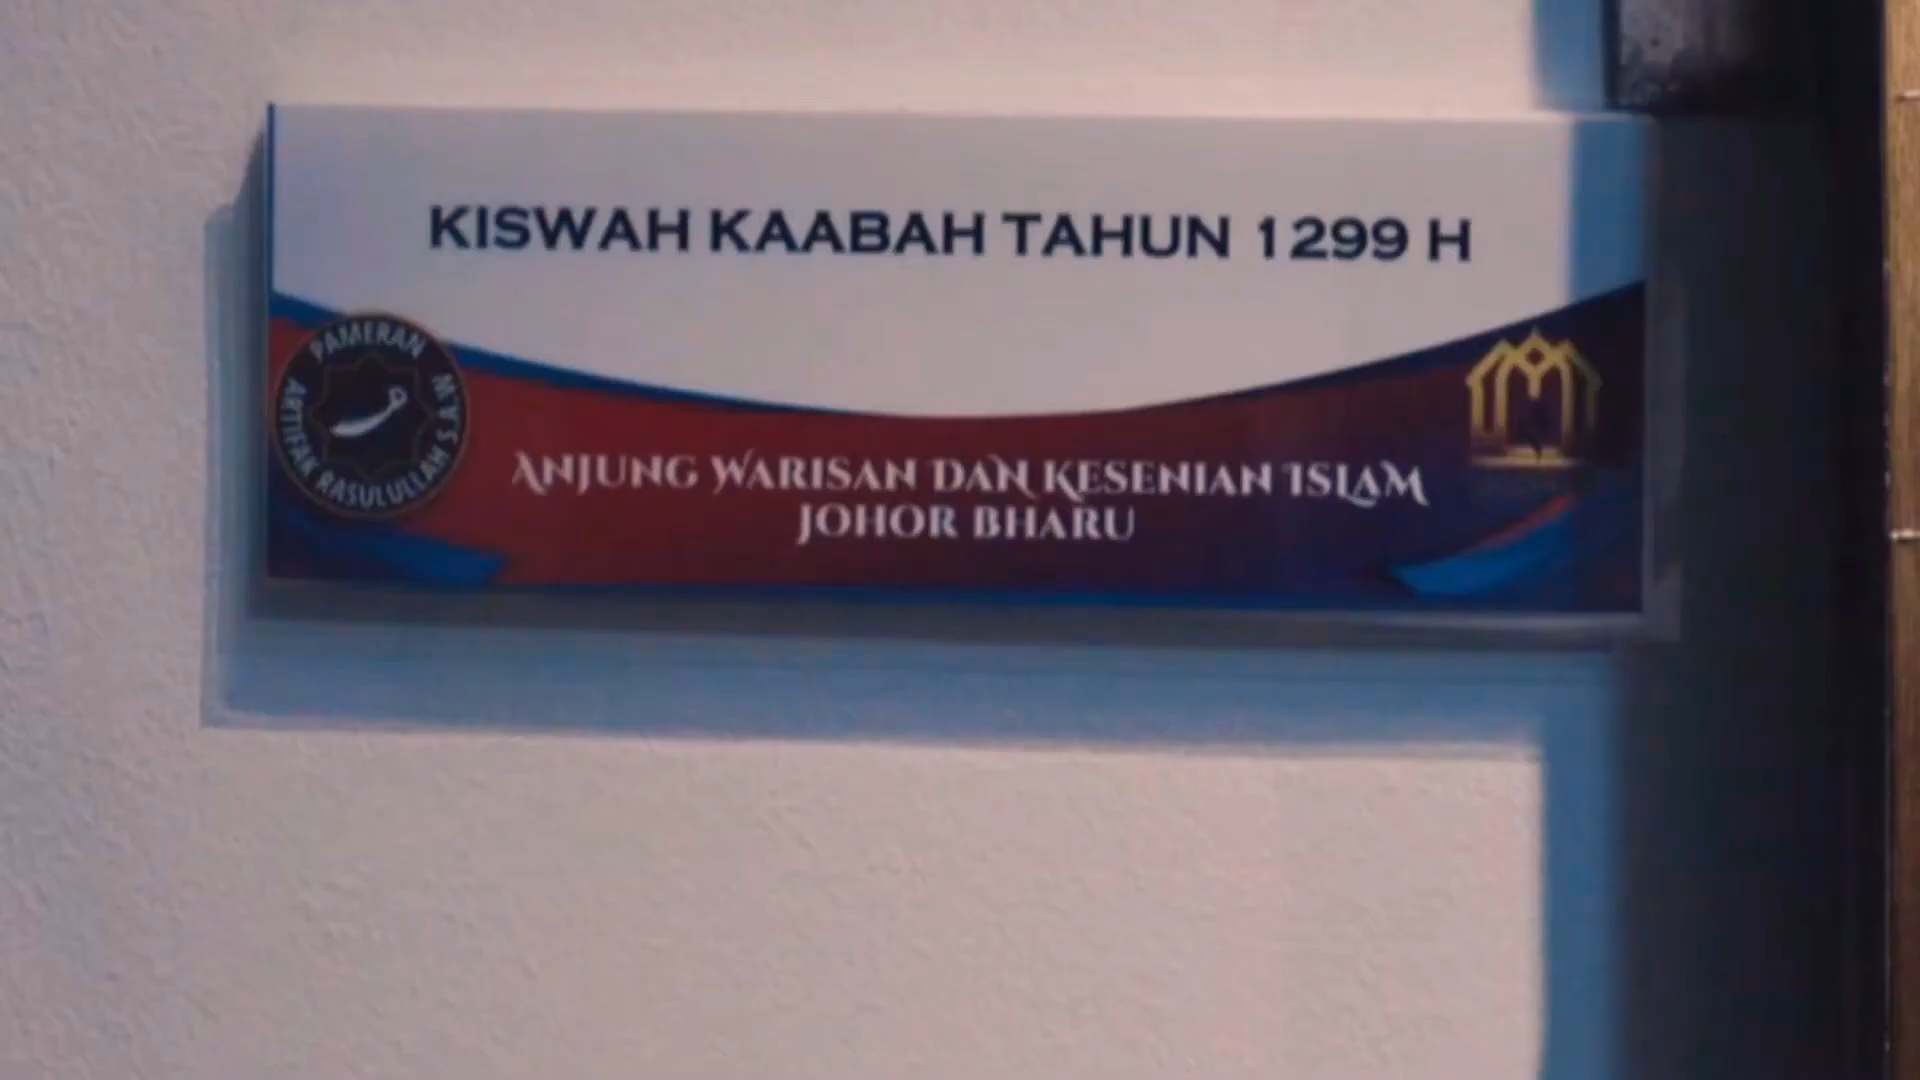 KISWAH KAABAH TAHUN 1299 H
PAMERAN
ARTIFAK RASULULLAH S.A.W
ANJUNG WARISAN DAN KESENIAN ISLAM
JOHOR BHARU